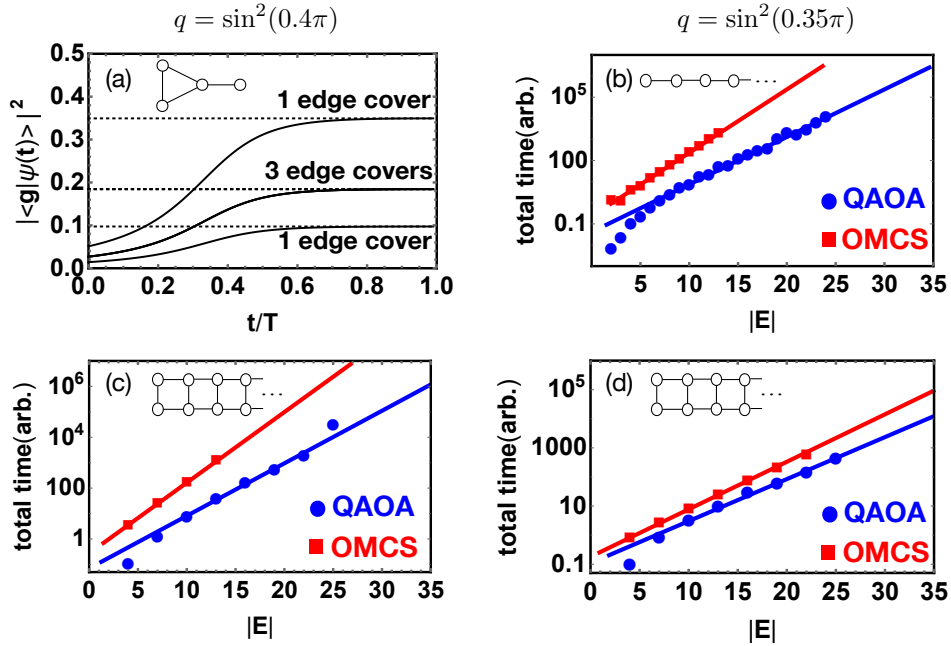 q = sin²(0.4π)
q = sin²(0.35π)
(a)
1 edge cover
3 edge covers
1 edge cover
0.5
0.4
0.3
0.2
0.1
0.0
|<g|ψ(t)>|²
0.0 0.2 0.4 0.6 0.8 1.0
t/T
(b)
...
QAOA
OMCS
10⁵
100
0.1
total time(arb.)
0 5 10 15 20 25 30 35
|E|
(c)
...
QAOA
OMCS
10⁶
10⁴
100
1
total time(arb.)
0 5 10 15 20 25 30 35
|E|
(d)
...
QAOA
OMCS
10⁵
1000
10
0.1
total time(arb.)
0 5 10 15 20 25 30 35
|E|